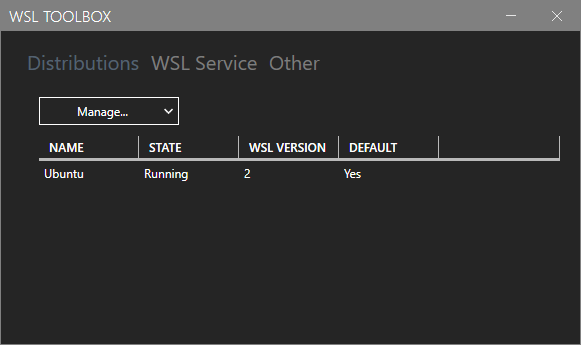 WSL TOOLBOX
Distributions WSL Service Other
Manage...
NAME STATE WSL VERSION DEFAULT
Ubuntu Running 2 Yes